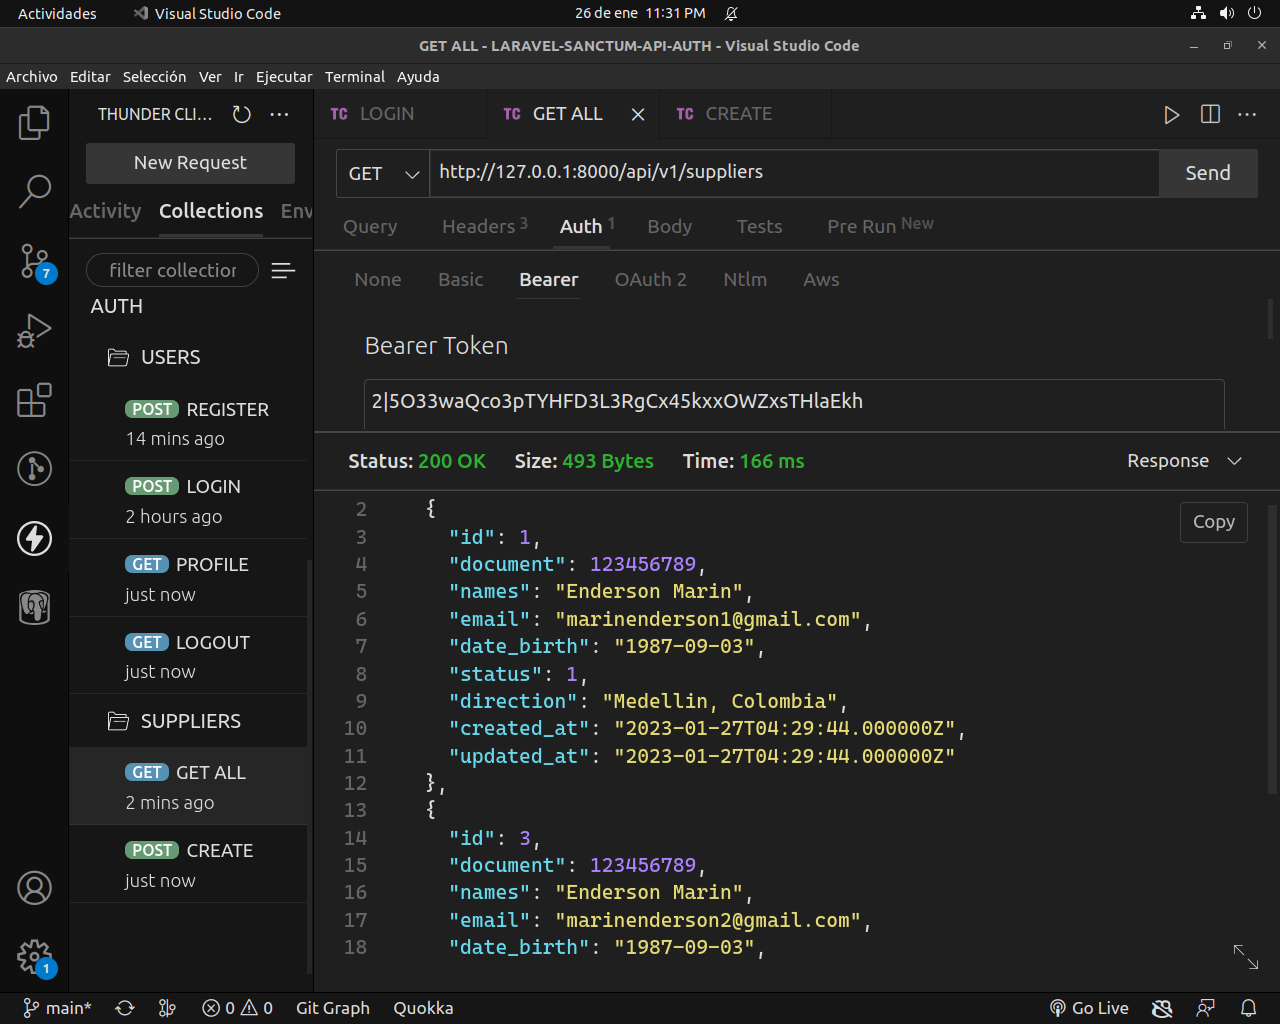 Actividades
Visual Studio Code
26 de ene 11:31 PM
GET ALL - LARAVEL-SANCTUM-API-AUTH - Visual Studio Code
Archivo Editar Selección Ver Ir Ejecutar Terminal Ayuda
THUNDER CLI...
New Request
Activity Collections Env
filter collection
AUTH
USERS
POST REGISTER
14 mins ago
POST LOGIN
2 hours ago
GET PROFILE
just now
GET LOGOUT
just now
SUPPLIERS
GET GET ALL
2 mins ago
POST CREATE
just now
7
1
TC LOGIN TC GET ALL TC CREATE
GET http://127.0.0.1:8000/api/v1/suppliers Send
Query Headers 3 Auth 1 Body Tests Pre Run New
None Basic Bearer OAuth 2 Ntlm Aws
Bearer Token
2|5O33waQco3pTYHFD3L3RgCx45kxxOWZxsTHlaEkh
Status: 200 OK Size: 493 Bytes Time: 166 ms Response
Copy
2 {
3 "id": 1,
4 "document": 123456789,
5 "names": "Enderson Marin",
6 "email": "marinenderson1@gmail.com",
7 "date_birth": "1987-09-03",
8 "status": 1,
9 "direction": "Medellin, Colombia",
10 "created_at": "2023-01-27T04:29:44.000000Z",
11 "updated_at": "2023-01-27T04:29:44.000000Z"
12 },
13 {
14 "id": 3,
15 "document": 123456789,
16 "names": "Enderson Marin",
17 "email": "marinenderson2@gmail.com",
18 "date_birth": "1987-09-03",
main* 0 0 Git Graph Quokka Go Live